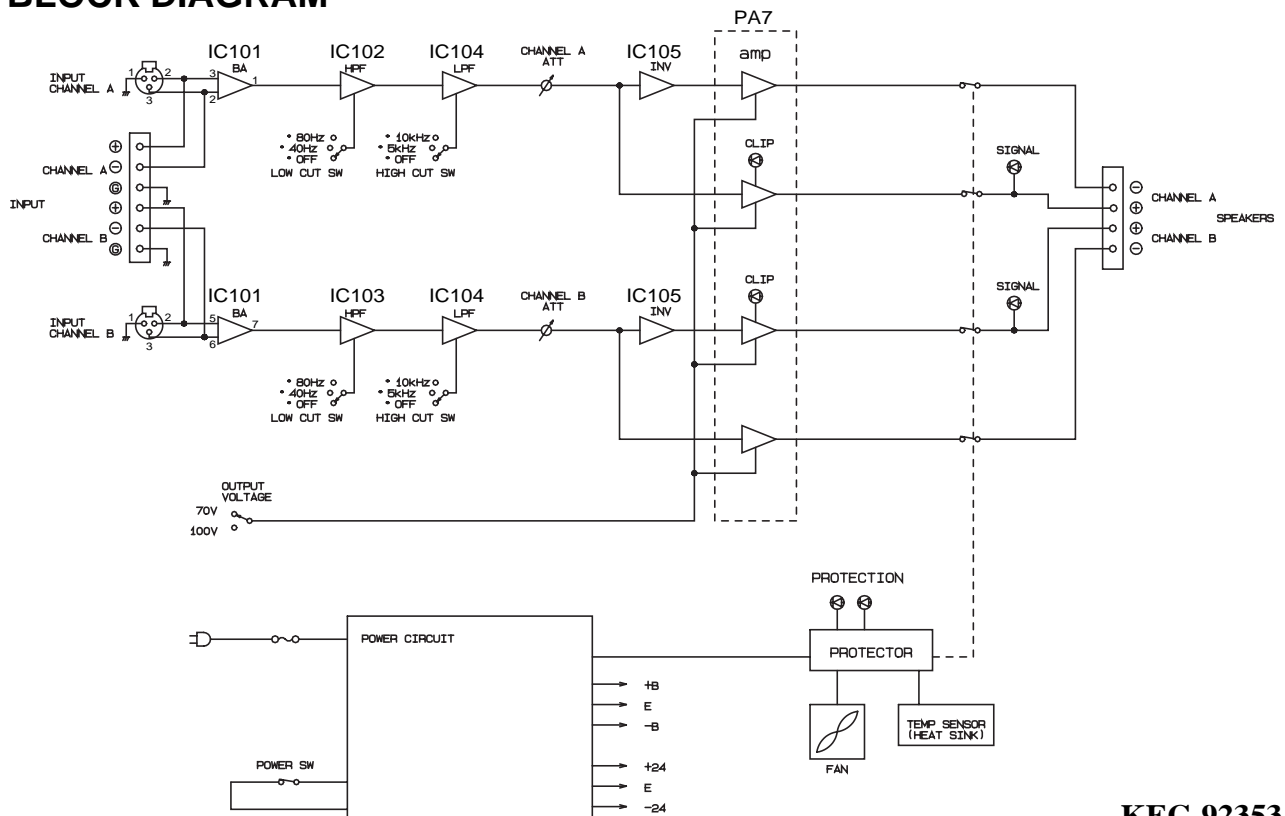 BLOCK DIAGRAM
PA7
IC101
BA
IC102
HPF
IC104
LPF
CHANNEL A
ATT
IC105
INV
amp
INPUT
CHANNEL A
1
2
3
3
2
1
* 80Hz
* 40Hz
* OFF
LOW CUT SW
* 10kHz
* 5kHz
* OFF
HIGH CUT SW
CLIP
SIGNAL
+
CHANNEL A -
G
INPUT
+
-
CHANNEL B
G
-
CHANNEL A
+
SPEAKERS
+
CHANNEL B
-
IC101
BA
IC103
HPF
IC104
LPF
CHANNEL B
ATT
IC105
INV
CLIP
SIGNAL
INPUT
CHANNEL B
1
2
3
5
6
7
* 80Hz
* 40Hz
* OFF
LOW CUT SW
* 10kHz
* 5kHz
* OFF
HIGH CUT SW
OUTPUT
VOLTAGE
70V
100V
PROTECTION
POWER CIRCUIT
PROTECTOR
+B
E
-B
TEMP SENSOR
(HEAT SINK)
FAN
POWER SW
+24
E
-24